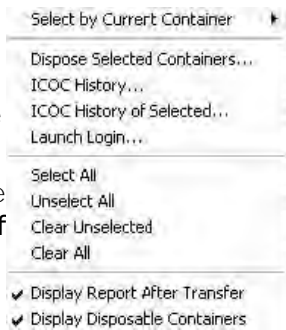 Select by Current Container
Dispose Selected Containers...
ICOC History...
ICOC History of Selected...
Launch Login...
Select All
Unselect All
e
f
Clear Unselected
Clear All
Display Report After Transfer
Display Disposable Containers